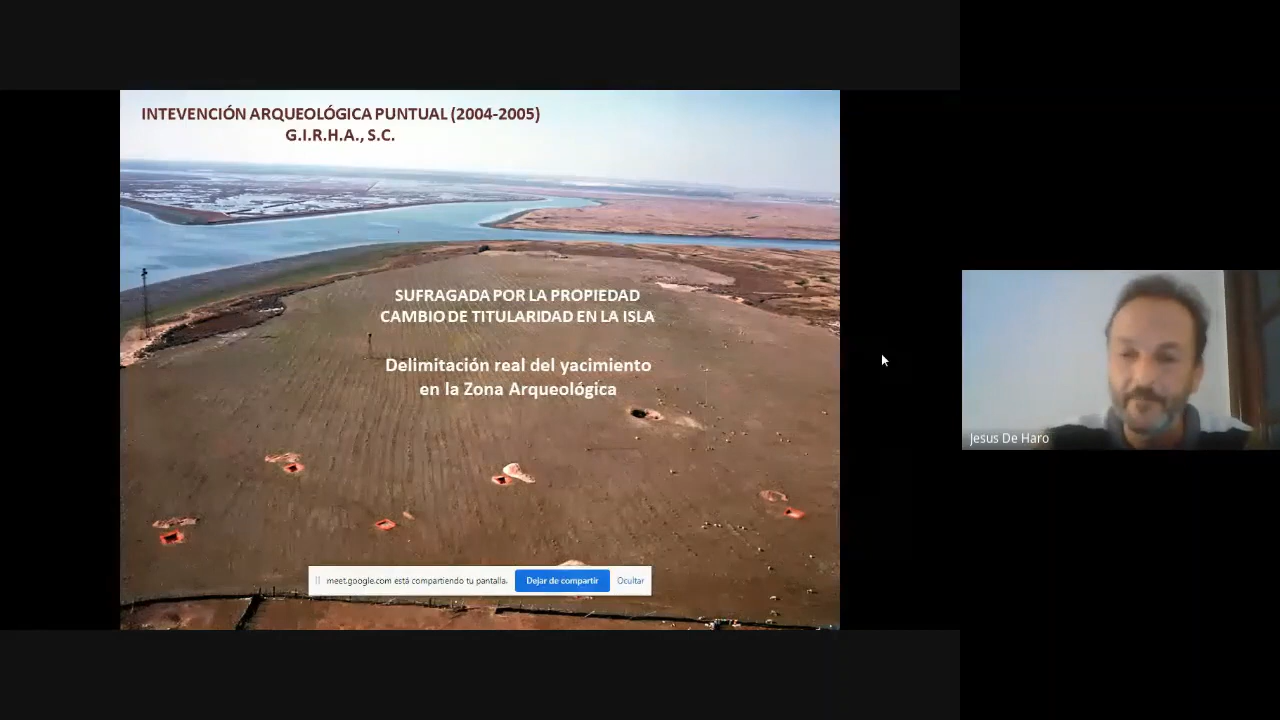 INTEVENCIÓN ARQUEOLÓGICA PUNTUAL (2004-2005)
G.I.R.H.A., S.C.
SUFRAGADA POR LA PROPIEDAD
CAMBIO DE TITULARIDAD EN LA ISLA
Delimitación real del yacimiento
en la Zona Arqueológica
meet.google.com está compartiendo tu pantalla. Dejar de compartir Ocultar
Jesus De Haro